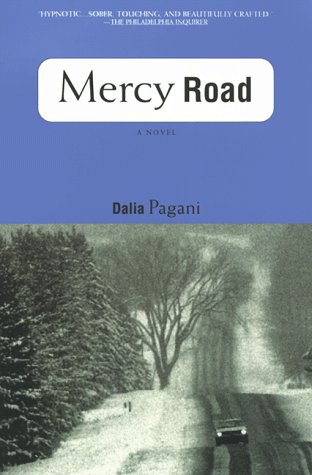 "HYPNOTIC...SOBER, TOUCHING, AND BEAUTIFULLY CRAFTED."
—THE PHILADELPHIA INQUIRER
Mercy Road
A NOVEL
Dalia Pagani